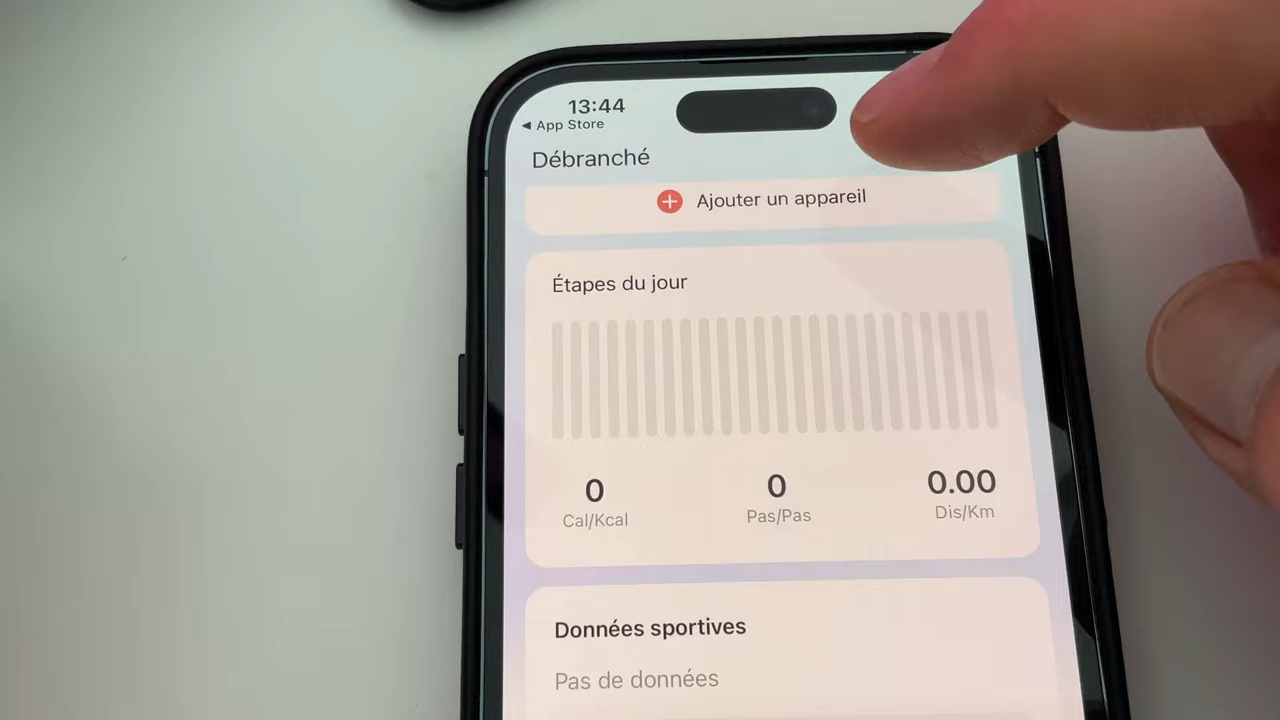 13:44
◀ App Store
Débranché
Ajouter un appareil
Étapes du jour
0 0 0.00
Cal/Kcal Pas/Pas Dis/Km
Données sportives
Pas de données